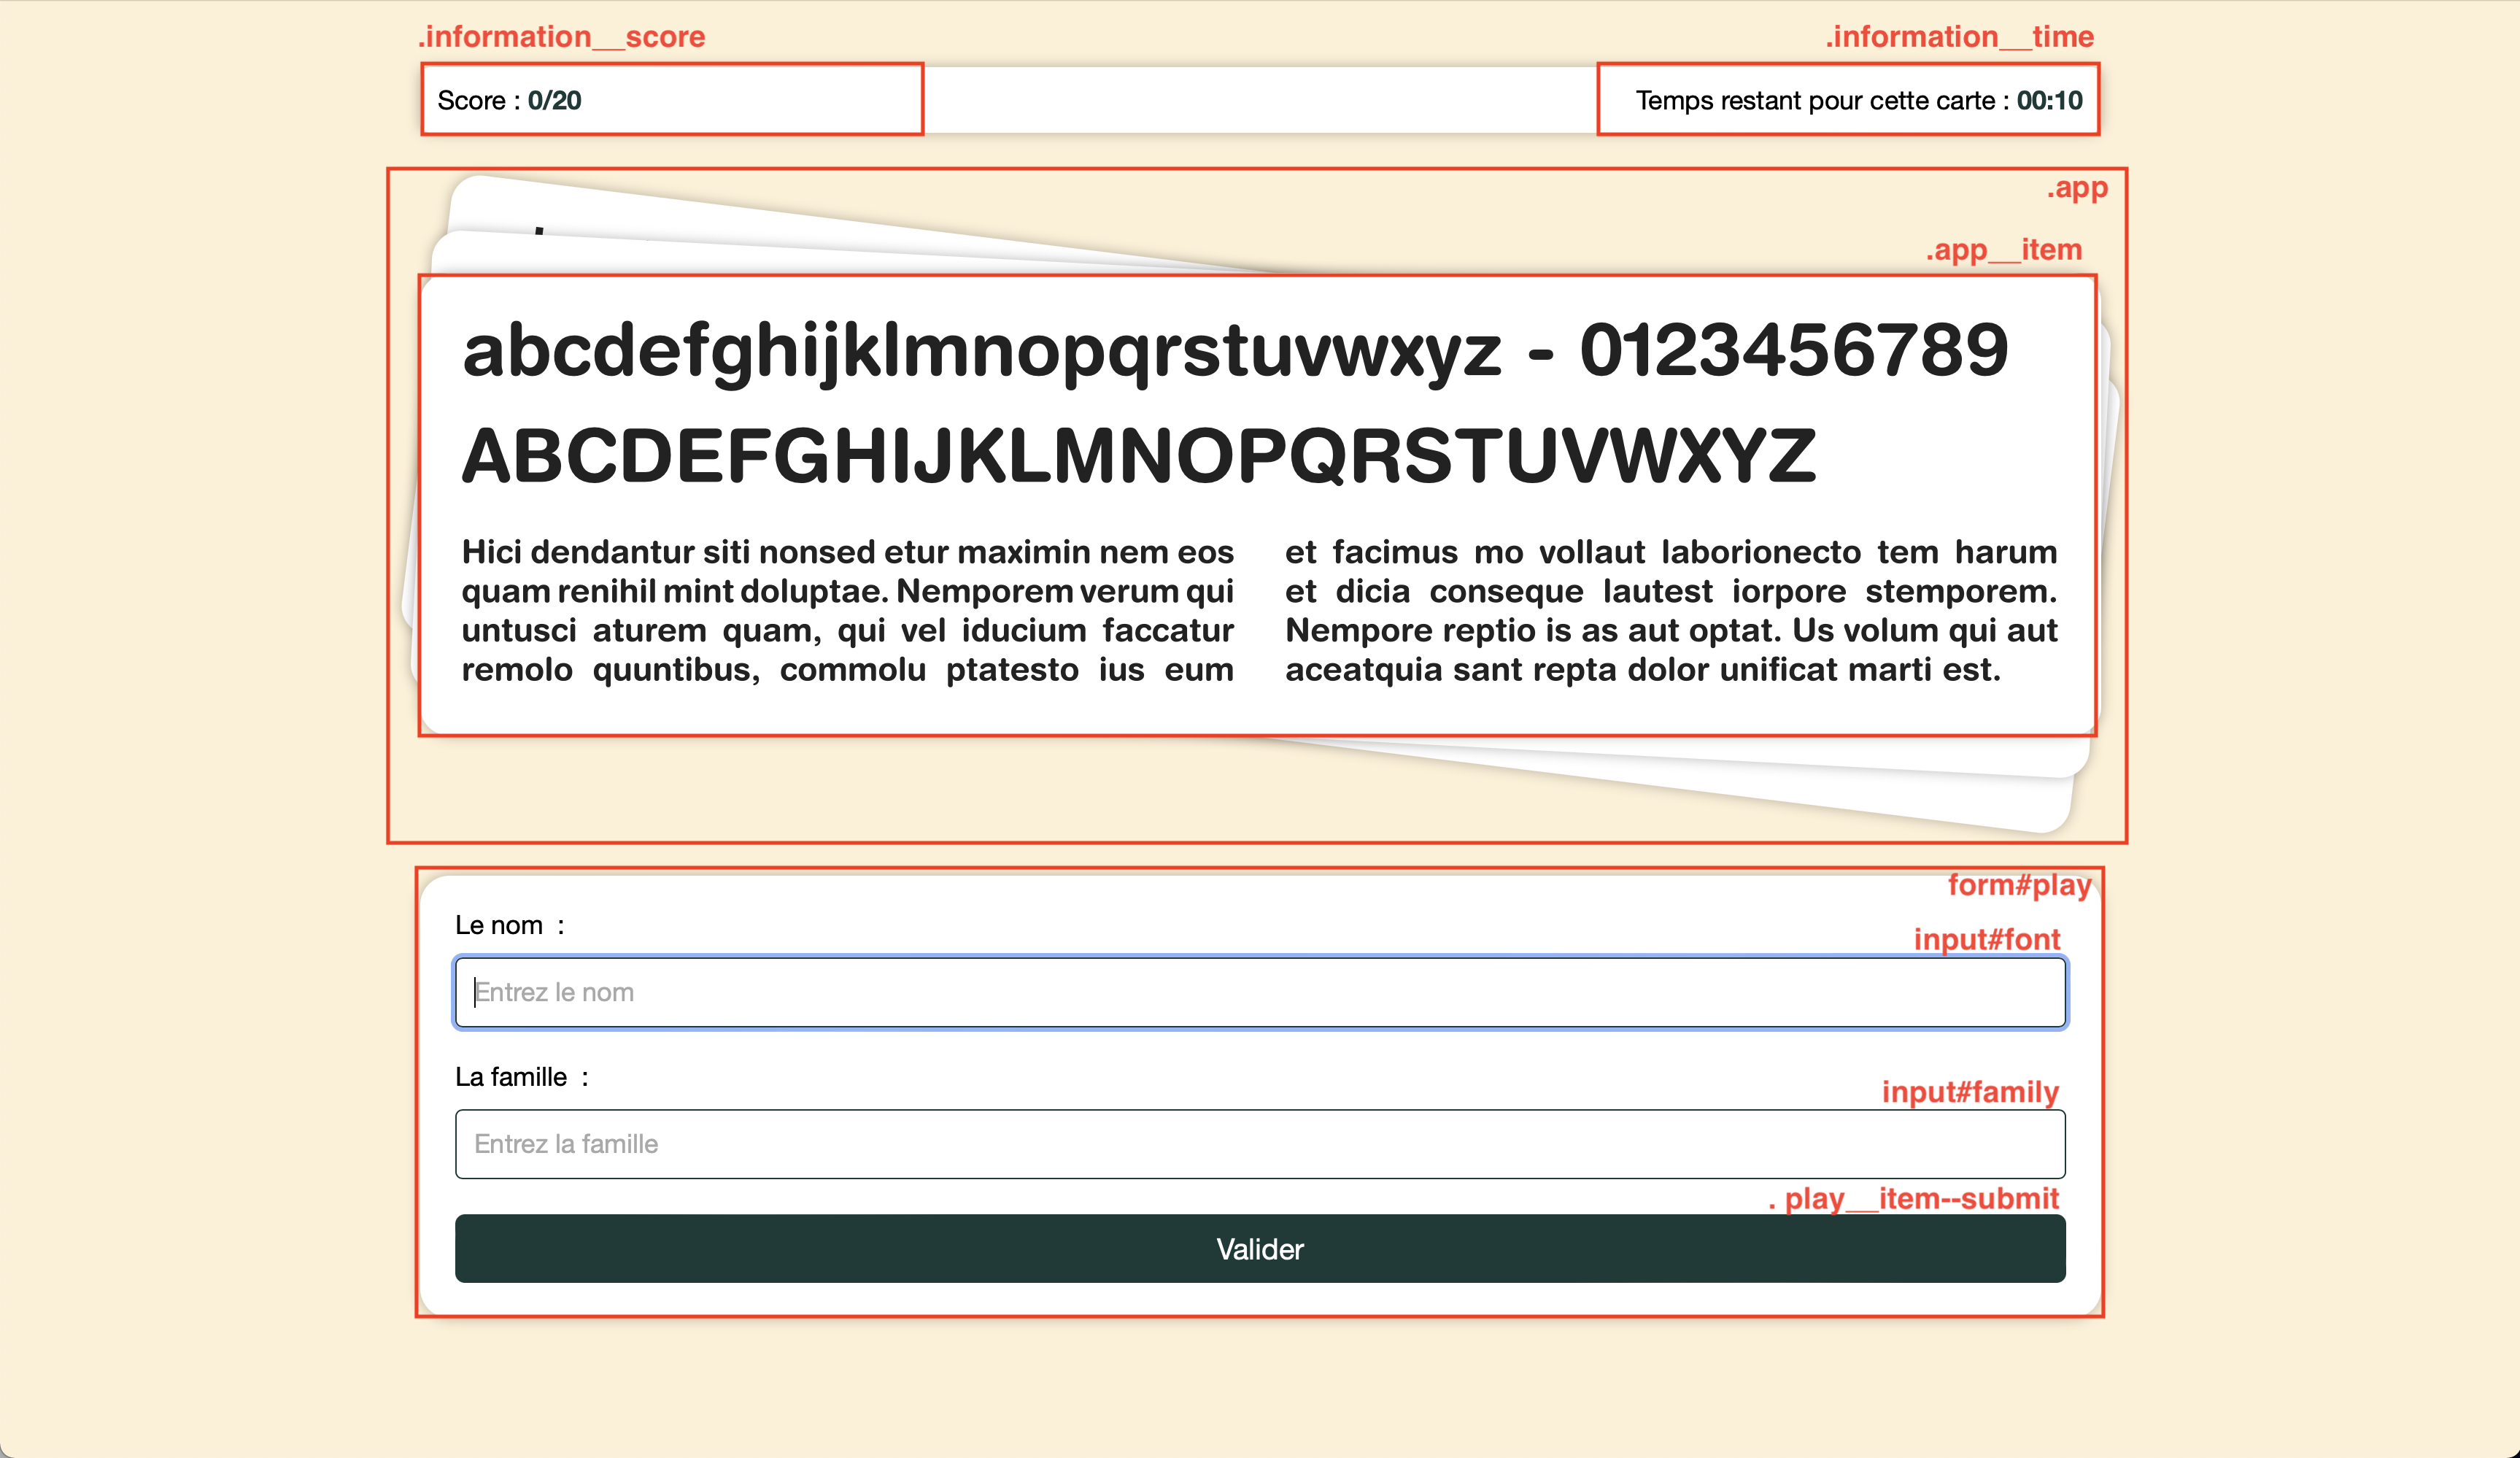 .information__score
.information__time
Score : 0/20
Temps restant pour cette carte : 00:10
.app
.app__item
abcdefghijklmnopqrstuvwxyz - 0123456789
ABCDEFGHIJKLMNOPQRSTUVWXYZ
Hici dendantur siti nonsed etur maximin nem eos
quam renihil mint doluptae. Nemporem verum qui
untusci aturem quam, qui vel iducium faccatur
remolo quuntibus, commolu ptatesto ius eum
et facimus mo vollaut laborionecto tem harum
et dicia conseque lautest iorpore stemporem.
Nempore reptio is as aut optat. Us volum qui aut
aceatquia sant repta dolor unificat marti est.
form#play
Le nom :
input#font
Entrez le nom
La famille :
input#family
Entrez la famille
. play__item--submit
Valider